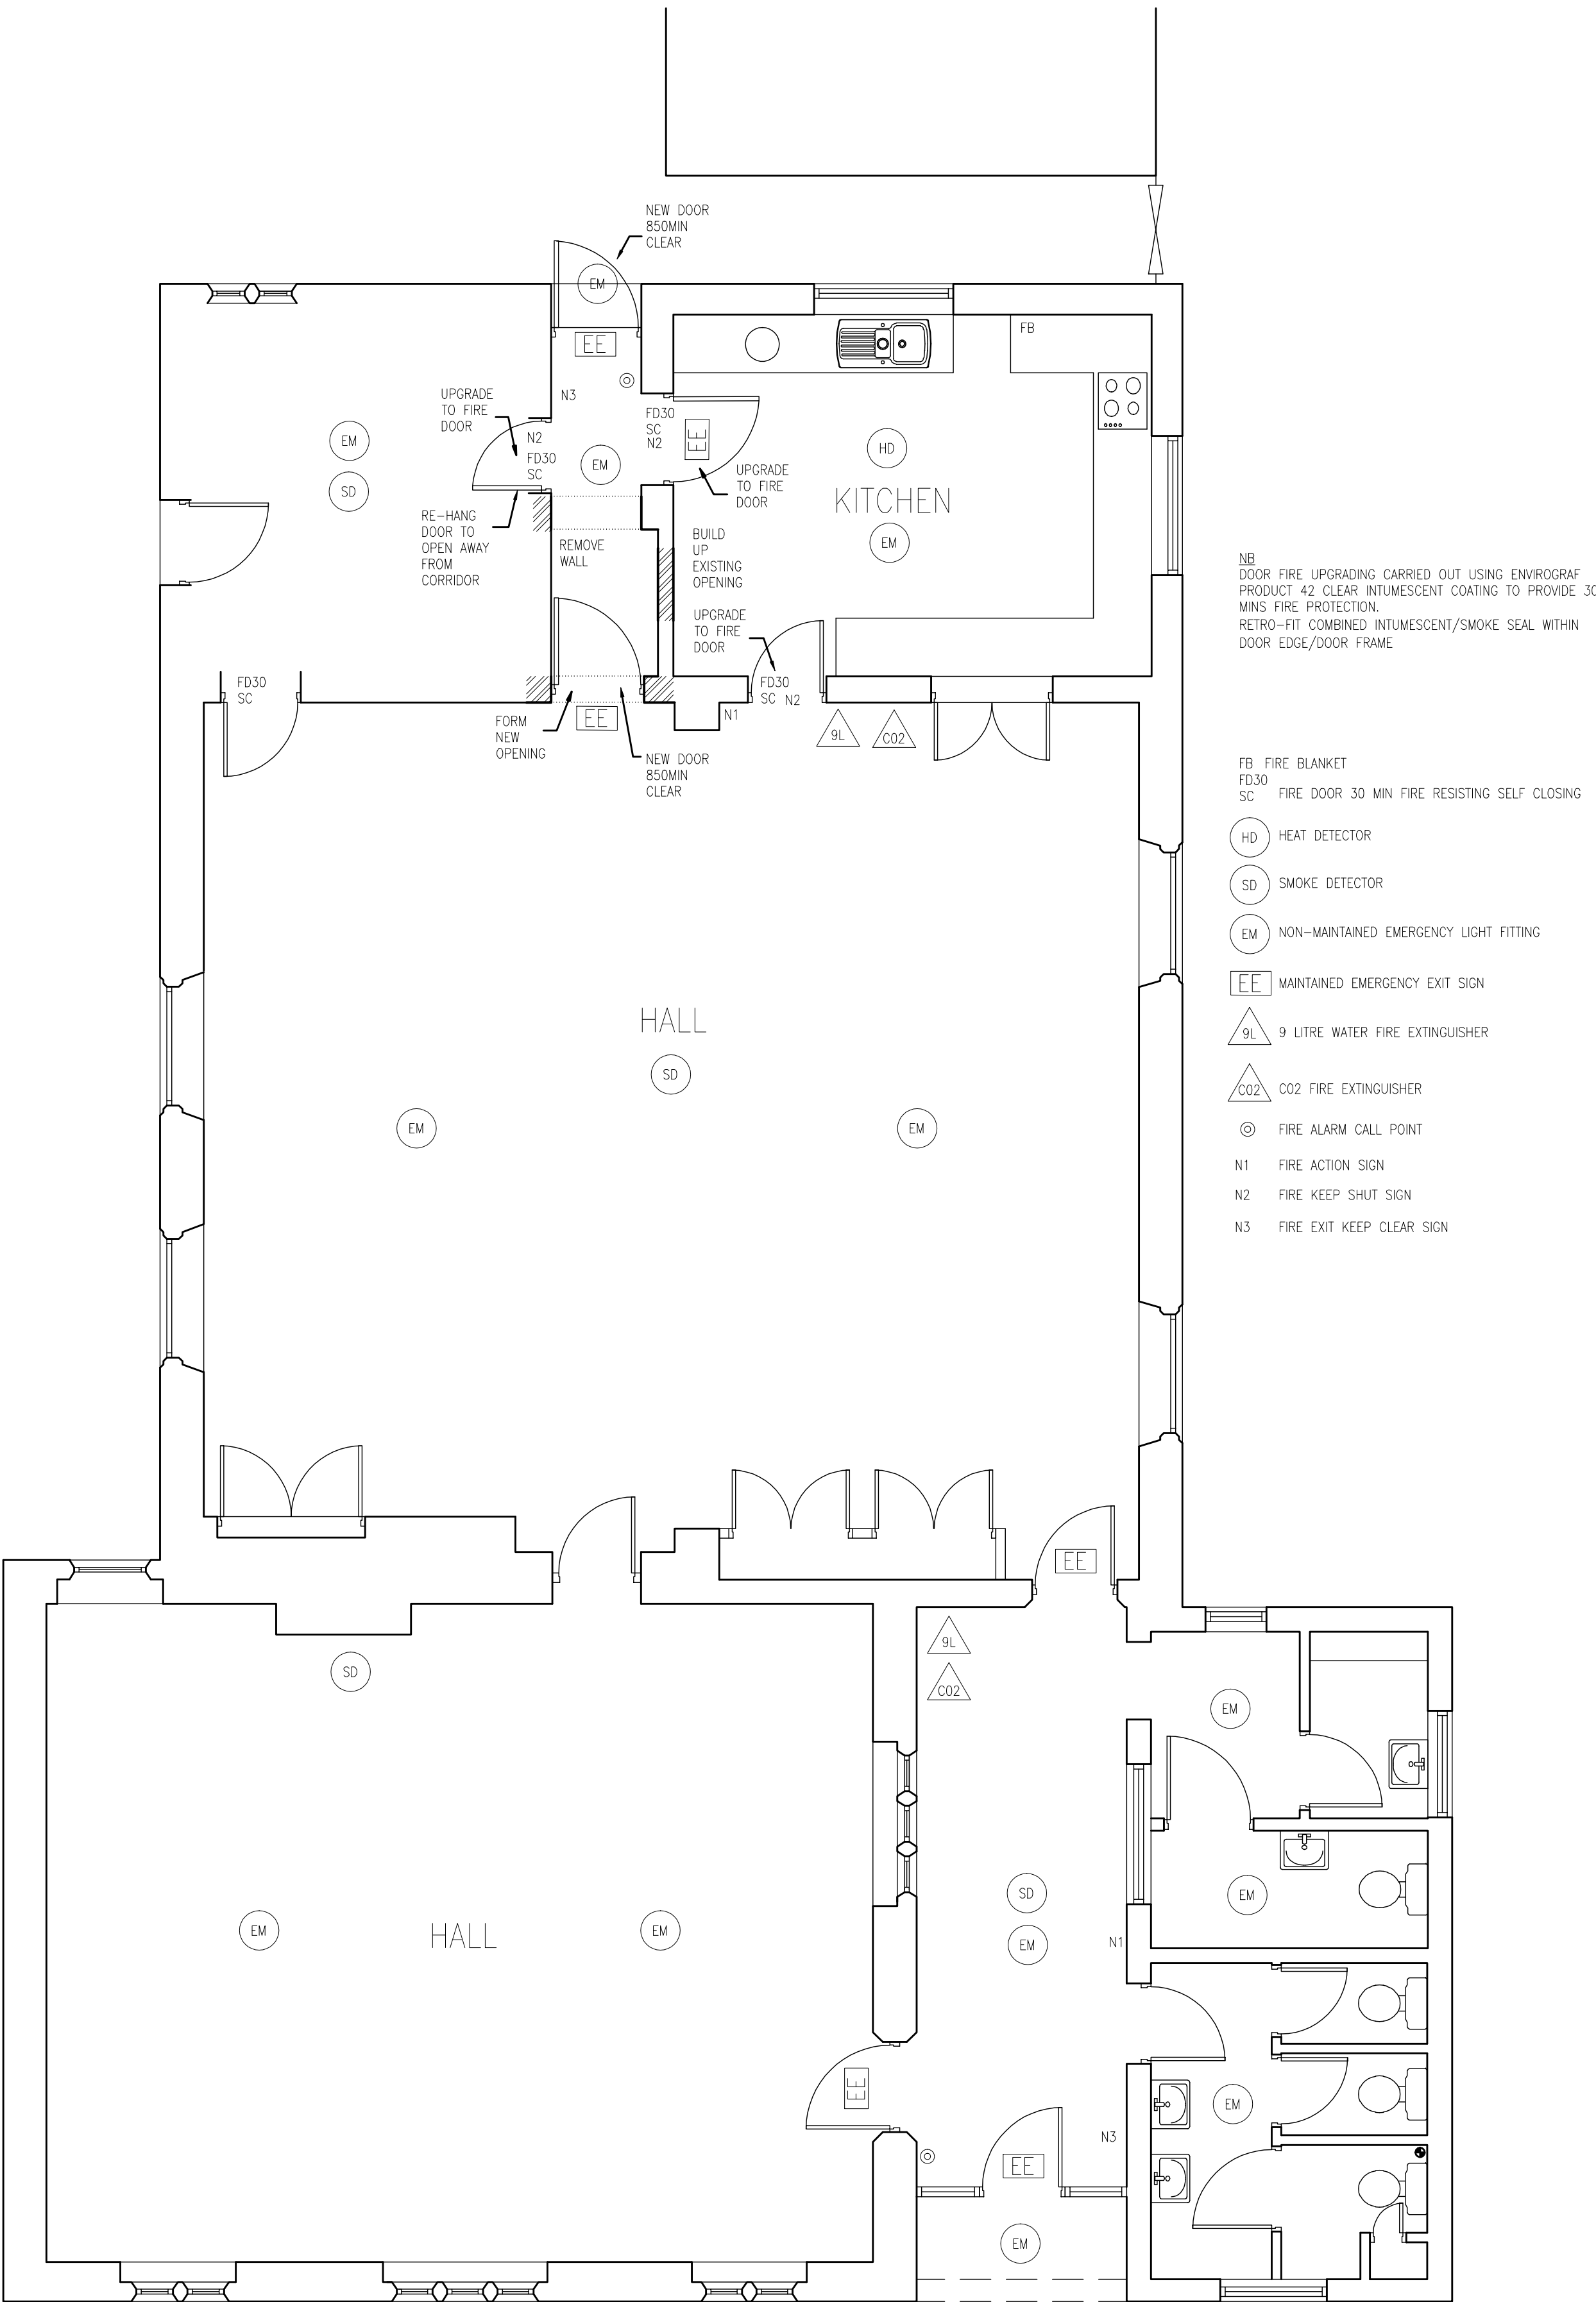 NEW DOOR
850MIN
CLEAR
EM
EE
FB
UPGRADE
TO FIRE
DOOR
N3
FD30
SC
N2
EE
N2
FD30
SC
EM
EM
HD
UPGRADE
TO FIRE
DOOR
KITCHEN
SD
RE-HANG
DOOR TO
OPEN AWAY
FROM
CORRIDOR
REMOVE
WALL
BUILD
UP
EXISTING
OPENING
EM
UPGRADE
TO FIRE
DOOR
NB
DOOR FIRE UPGRADING CARRIED OUT USING ENVIROGRAF
PRODUCT 42 CLEAR INTUMESCENT COATING TO PROVIDE 30
MINS FIRE PROTECTION.
RETRO-FIT COMBINED INTUMESCENT/SMOKE SEAL WITHIN
DOOR EDGE/DOOR FRAME
FD30
SC
FD30
SC N2
FORM
NEW
OPENING
EE
N1
9L
C02
NEW DOOR
850MIN
CLEAR
FB FIRE BLANKET
FD30
SC FIRE DOOR 30 MIN FIRE RESISTING SELF CLOSING
HD HEAT DETECTOR
SD SMOKE DETECTOR
EM NON-MAINTAINED EMERGENCY LIGHT FITTING
EE MAINTAINED EMERGENCY EXIT SIGN
9L 9 LITRE WATER FIRE EXTINGUISHER
C02 C02 FIRE EXTINGUISHER
FIRE ALARM CALL POINT
N1 FIRE ACTION SIGN
N2 FIRE KEEP SHUT SIGN
N3 FIRE EXIT KEEP CLEAR SIGN
HALL
SD
EM
EM
EE
9L
C02
SD
EM
SD
EM
EM
EM
HALL
EM
EM
N1
EE
EM
N3
EE
EM